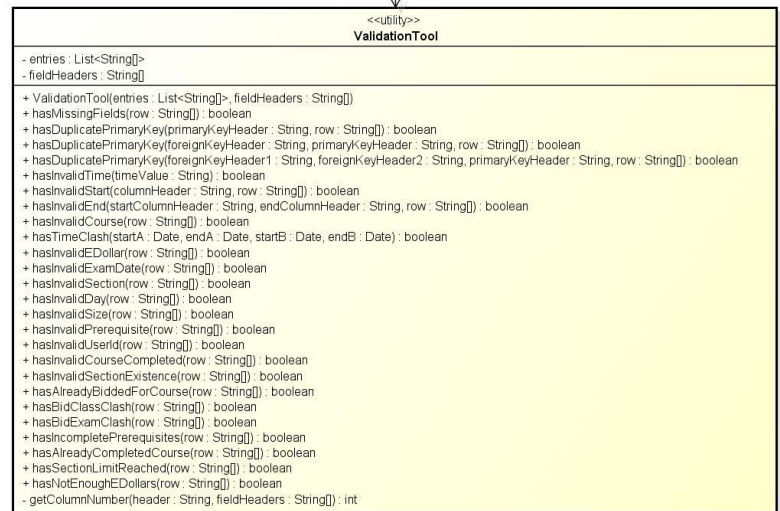 <<utility>>
ValidationTool
- entries : List<String[]>
- fieldHeaders : String[]
+ ValidationTool(entries : List<String[]>, fieldHeaders : String[])
+ hasMissingFields(row : String[]) : boolean
+ hasDuplicatePrimaryKey(primaryKeyHeader : String, row : String[]) : boolean
+ hasDuplicatePrimaryKey(foreignKeyHeader : String, primaryKeyHeader : String, row : String[]) : boolean
+ hasDuplicatePrimaryKey(foreignKeyHeader1 : String, foreignKeyHeader2 : String, primaryKeyHeader : String, row : String[]) : boolean
+ hasInvalidTime(timeValue : String) : boolean
+ hasInvalidStart(columnHeader : String, row : String[]) : boolean
+ hasInvalidEnd(startColumnHeader : String, endColumnHeader : String, row : String[]) : boolean
+ hasInvalidCourse(row : String[]) : boolean
+ hasTimeClash(startA : Date, endA : Date, startB : Date, endB : Date) : boolean
+ hasInvalidEDollar(row : String[]) : boolean
+ hasInvalidExamDate(row : String[]) : boolean
+ hasInvalidSection(row : String[]) : boolean
+ hasInvalidDay(row : String[]) : boolean
+ hasInvalidSize(row : String[]) : boolean
+ hasInvalidPrerequisite(row : String[]) : boolean
+ hasInvalidUserId(row : String[]) : boolean
+ hasInvalidCourseCompleted(row : String[]) : boolean
+ hasInvalidSectionExistence(row : String[]) : boolean
+ hasAlreadyBiddedForCourse(row : String[]) : boolean
+ hasBidClassClash(row : String[]) : boolean
+ hasBidExamClash(row : String[]) : boolean
+ hasIncompletePrerequisites(row : String[]) : boolean
+ hasAlreadyCompletedCourse(row : String[]) : boolean
+ hasSectionLimitReached(row : String[]) : boolean
+ hasNotEnoughEDollars(row : String[]) : boolean
- getColumnNumber(header : String, fieldHeaders : String[]) : int